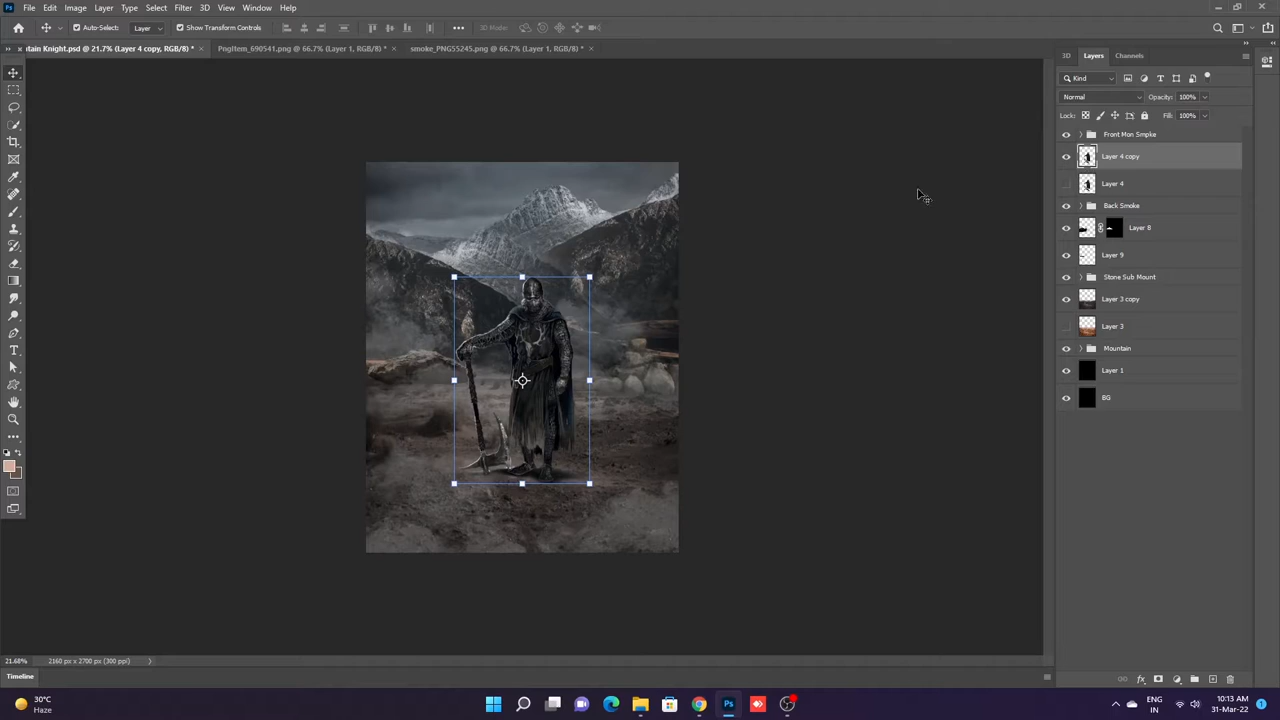 File Edit Image Layer Type Select Filter 3D View Window Help
Auto-Select: Layer Show Transform Controls 3D Mode:
tain Knight.psd @ 21.7% (Layer 4 copy, RGB/8) * PngItem_690541.png @ 66.7% (Layer 1, RGB/8) * smoke_PNG55245.png @ 66.7% (Layer 1, RGB/8) *
3D Layers Channels
Kind
Normal Opacity: 100%
Lock: Fill: 100%
Front Mon Smpke
Layer 4 copy
Layer 4
Back Smoke
Layer 8
Layer 9
Stone Sub Mount
Layer 3 copy
Layer 3
Mountain
Layer 1
BG
21.68% 2160 px x 2700 px (300 ppi)
Timeline
30°C
Haze
ENG
IN
10:13 AM
31-Mar-22